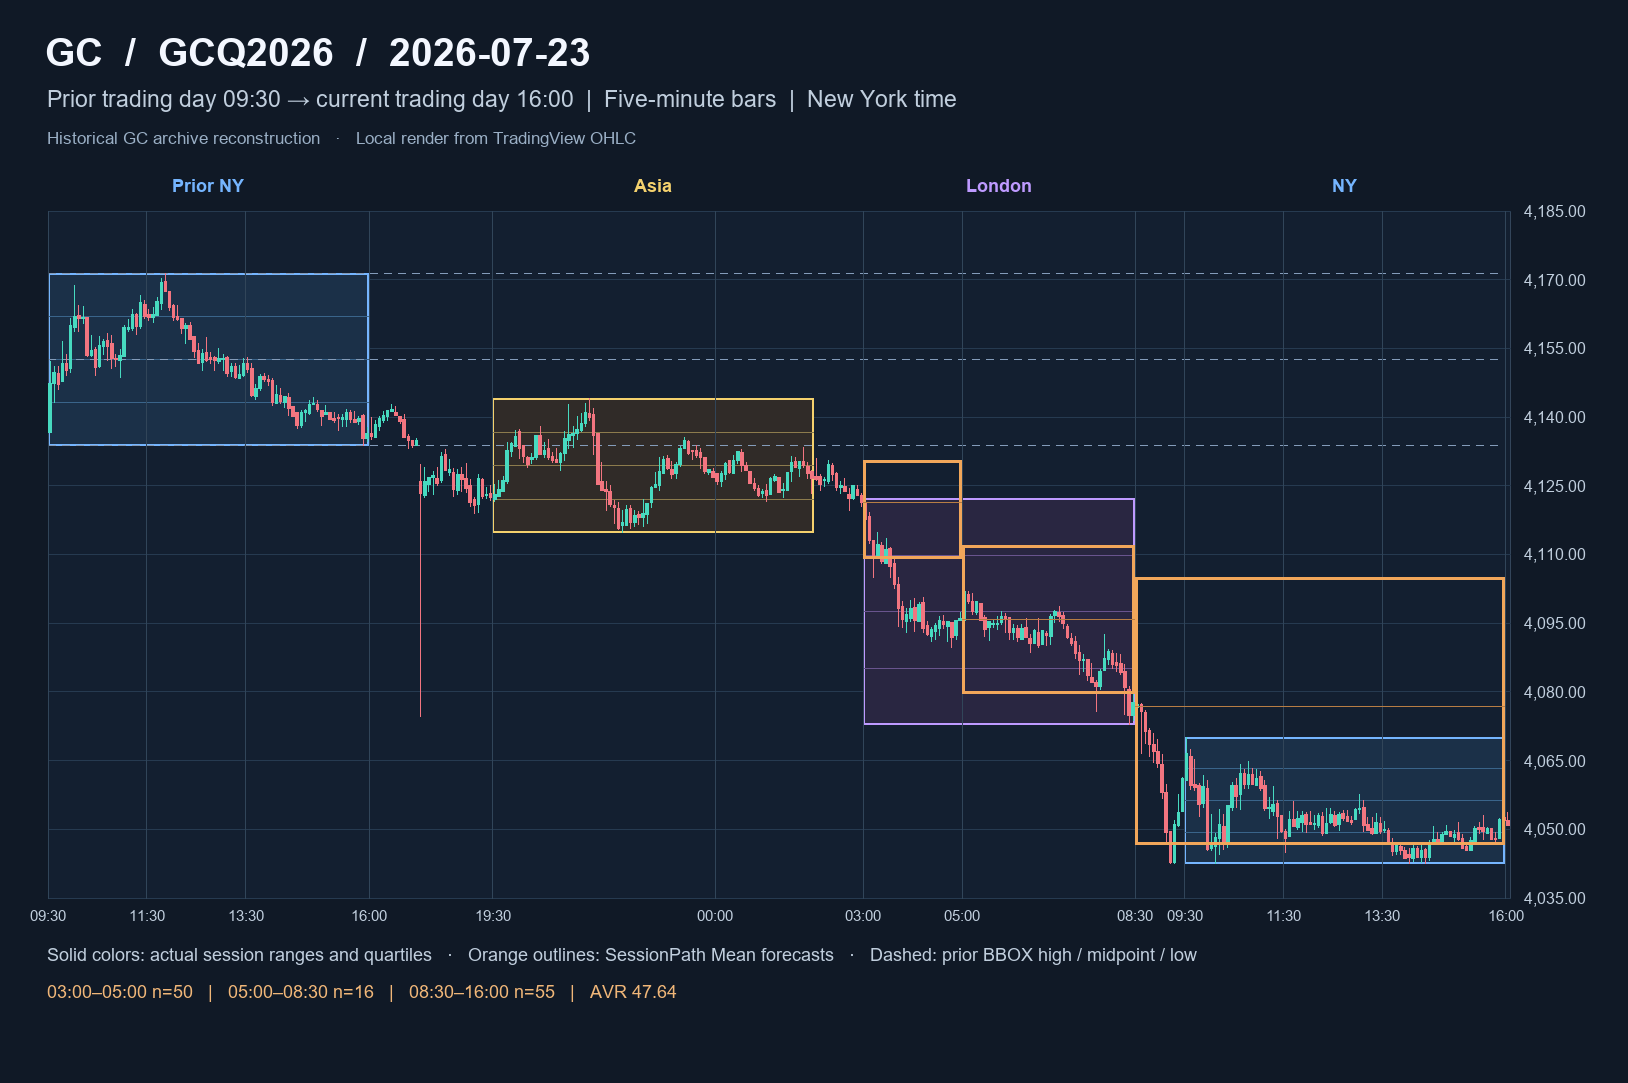 GC / GCQ2026 / 2026-07-23
Prior trading day 09:30 → current trading day 16:00 | Five-minute bars | New York time
Historical GC archive reconstruction · Local render from TradingView OHLC
Prior NY Asia London NY
4,185.00
4,170.00
4,155.00
4,140.00
4,125.00
4,110.00
4,095.00
4,080.00
4,065.00
4,050.00
4,035.00
09:30 11:30 13:30 16:00 19:30 00:00 03:00 05:00 08:30 09:30 11:30 13:30 16:00
Solid colors: actual session ranges and quartiles · Orange outlines: SessionPath Mean forecasts · Dashed: prior BBOX high / midpoint / low
03:00–05:00 n=50 | 05:00–08:30 n=16 | 08:30–16:00 n=55 | AVR 47.64